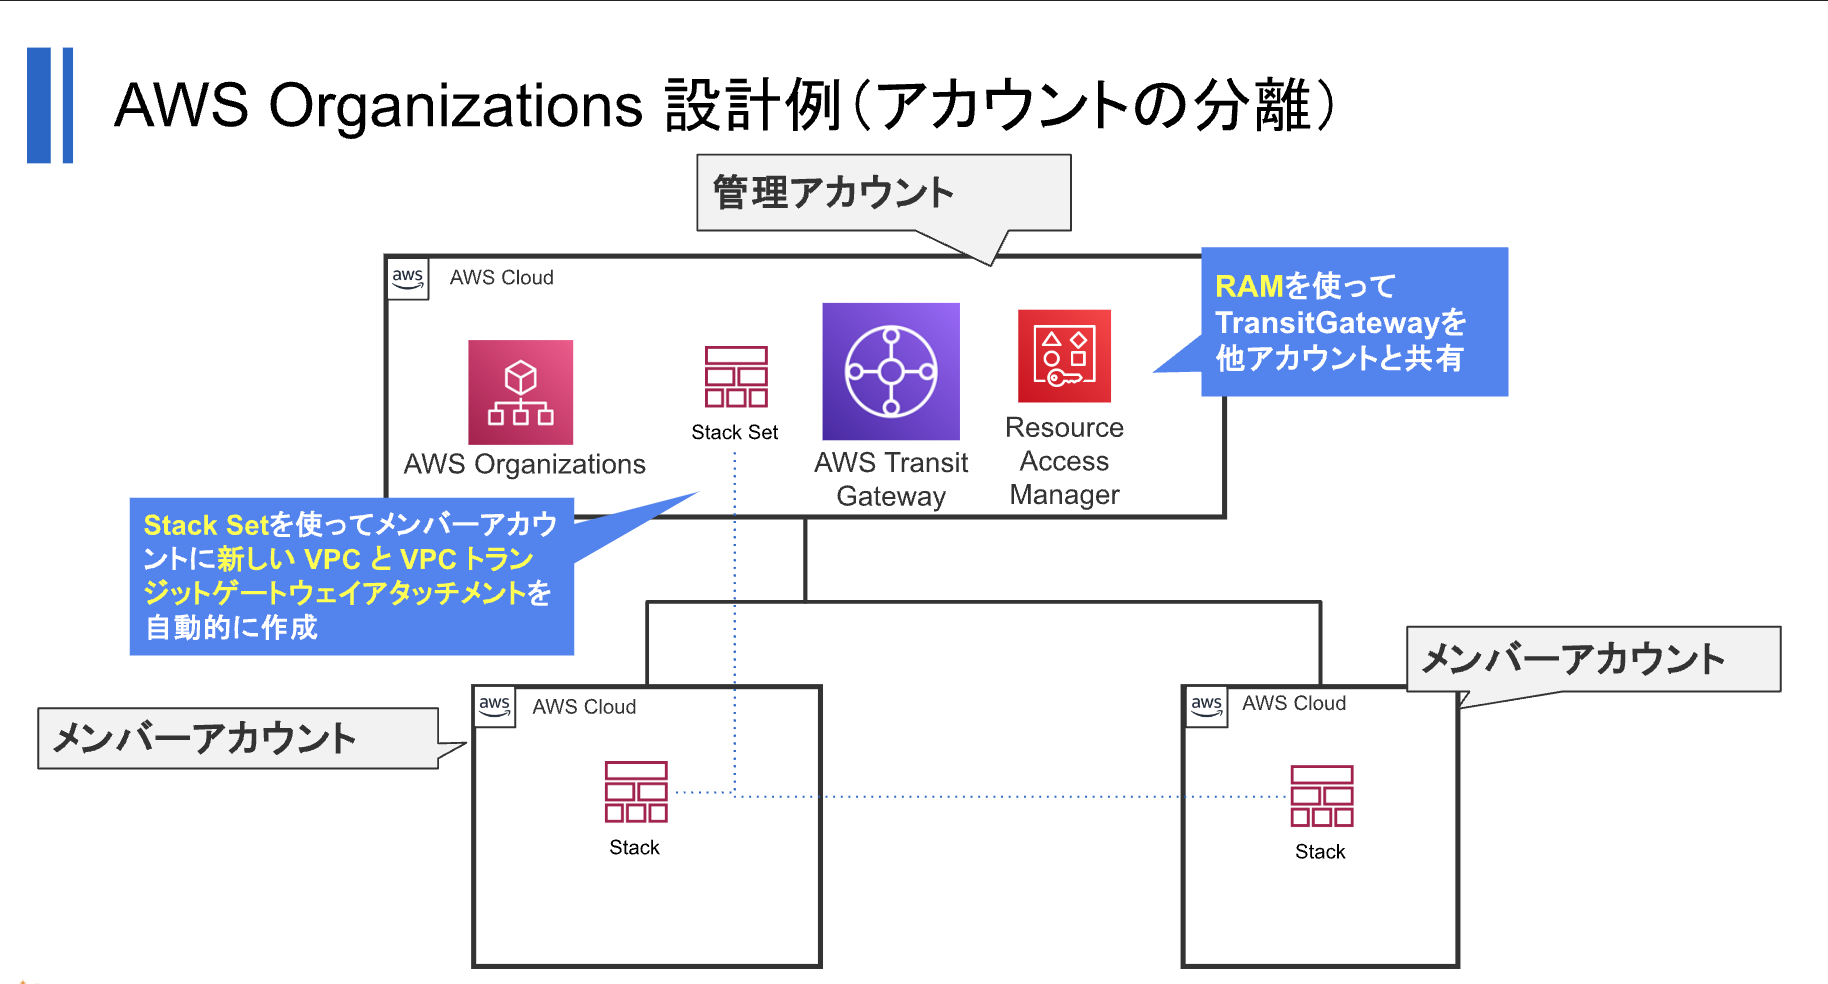 AWS Organizations 設計例（アカウントの分離）
管理アカウント
aws
AWS Cloud
RAMを使って
TransitGatewayを
他アカウントと共有
AWS Organizations
Stack Set
AWS Transit
Gateway
Resource
Access
Manager
Stack Setを使ってメンバーアカウ
ントに新しい VPC と VPC トラン
ジットゲートウェイアタッチメントを
自動的に作成
メンバーアカウント
aws
AWS Cloud
Stack
メンバーアカウント
aws
AWS Cloud
Stack